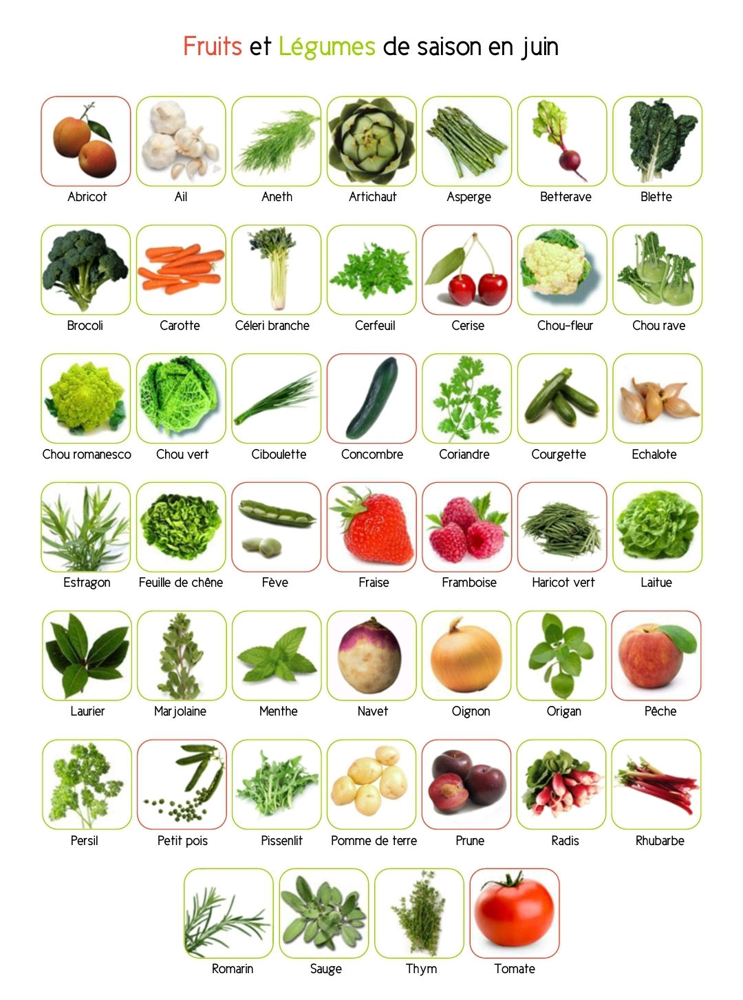 Fruits et Légumes de saison en juin
Abricot Ail Aneth Artichaut Asperge Betterave Blette
Brocoli Carotte Céleri branche Cerfeuil Cerise Chou-fleur Chou rave
Chou romanesco Chou vert Ciboulette Concombre Coriandre Courgette Echalote
Estragon Feuille de chêne Fève Fraise Framboise Haricot vert Laitue
Laurier Marjolaine Menthe Navet Oignon Origan Pêche
Persil Petit pois Pissenlit Pomme de terre Prune Radis Rhubarbe
Romarin Sauge Thym Tomate